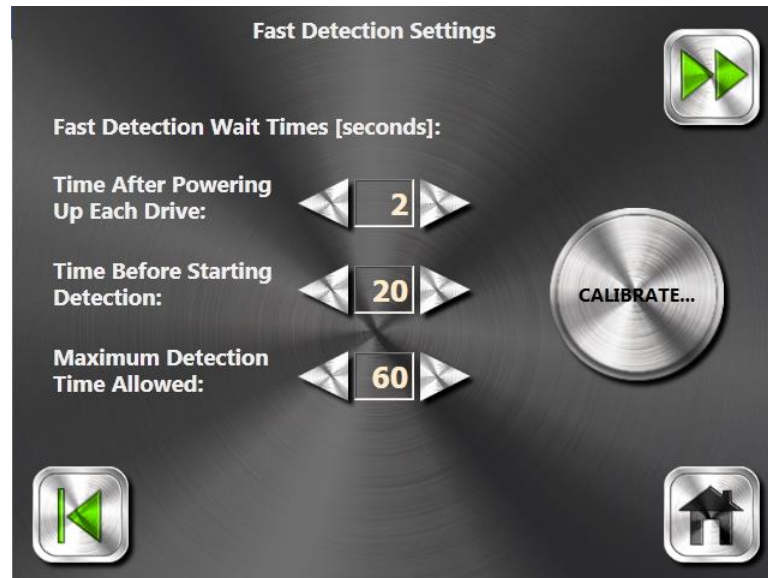 Fast Detection Settings
Fast Detection Wait Times [seconds]:
Time After Powering
Up Each Drive:
2
Time Before Starting
Detection:
20
CALIBRATE...
Maximum Detection
Time Allowed:
60